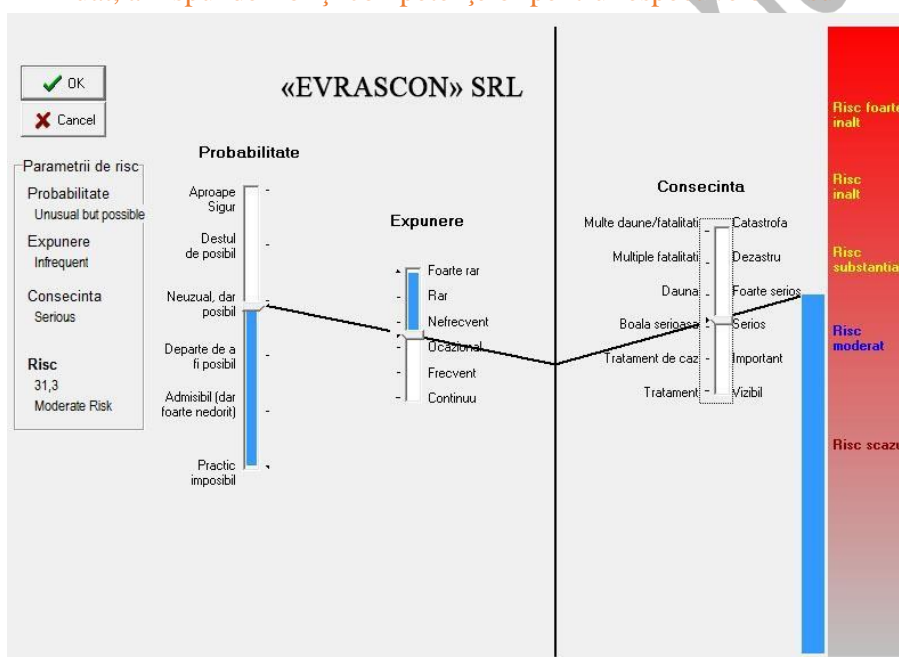 OK
Cancel
«EVRASCON» SRL
Parametrii de risc
Probabilitate
Unusual but possible
Expunere
Infrequent
Consecinta
Serious
Risc
31,3
Moderate Risk
Probabilitate
Aproape
Sigur
Destul
de posibil
Neuzual, dar
posibil
Departe de a
fi posibil
Admisibil (dar
foarte nedorit)
Practic
imposibil
Expunere
Foarte rar
Rar
Nefrecvent
Ocazional
Frecvent
Continuu
Consecinta
Multe daune/fatalitati
Catastrofa
Multiple fatalitati
Dezastru
Dauna
Foarte serios
Boala serioasa
Serios
Tratament de caz
Important
Tratament
Vizibil
Risc foarte
inalt
Risc
inalt
Risc
substantia
Risc
moderat
Risc scazu